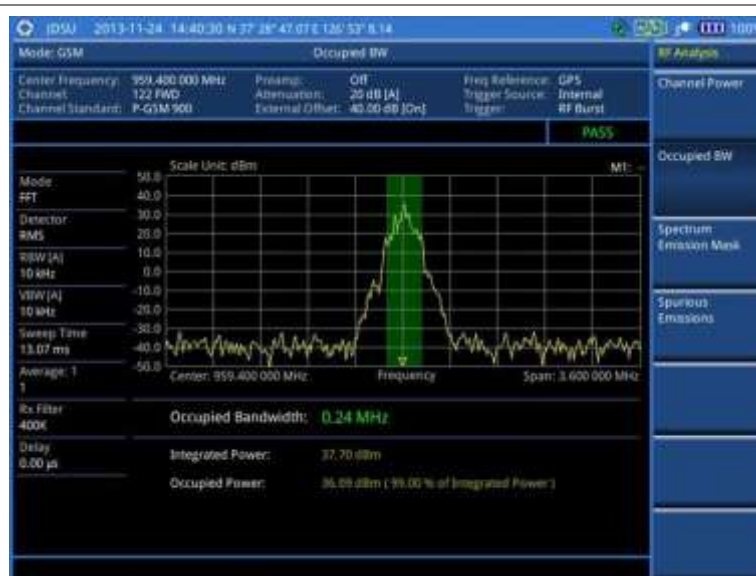 JDSU 2013-11-24 14:40:30 N 37° 28" 47.07 E 126° 53" 8.14 100%
Mode: GSM Occupied BW RF Analysis
Center Frequency: 959.400 000 MHz Preamp: Off Freq Reference: GPS
Channel: 122 FWD Attenuation: 20 dB [A] Trigger Source: Internal
Channel Standard: P-GSM 900 External Offset: 40.00 dB [On] Trigger: RF Burst
PASS
Scale Unit: dBm M1: --
Mode
FFT
Detector
RMS
RBW [A]
10 kHz
VBW [A]
10 kHz
Sweep Time
13.07 ms
Average: 1
1
Rx Filter
400K
Delay
0.00 µs
50.0
40.0
30.0
20.0
10.0
0.0
-10.0
-20.0
-30.0
-40.0
-50.0
Center: 959.400 000 MHz Frequency Span: 3.600 000 MHz
Occupied Bandwidth: 0.24 MHz
Integrated Power: 37.70 dBm
Occupied Power: dBm ( 99.00 % of Integrated Power )
Channel Power
Occupied BW
Spectrum
Emission Mask
Spurious
Emissions